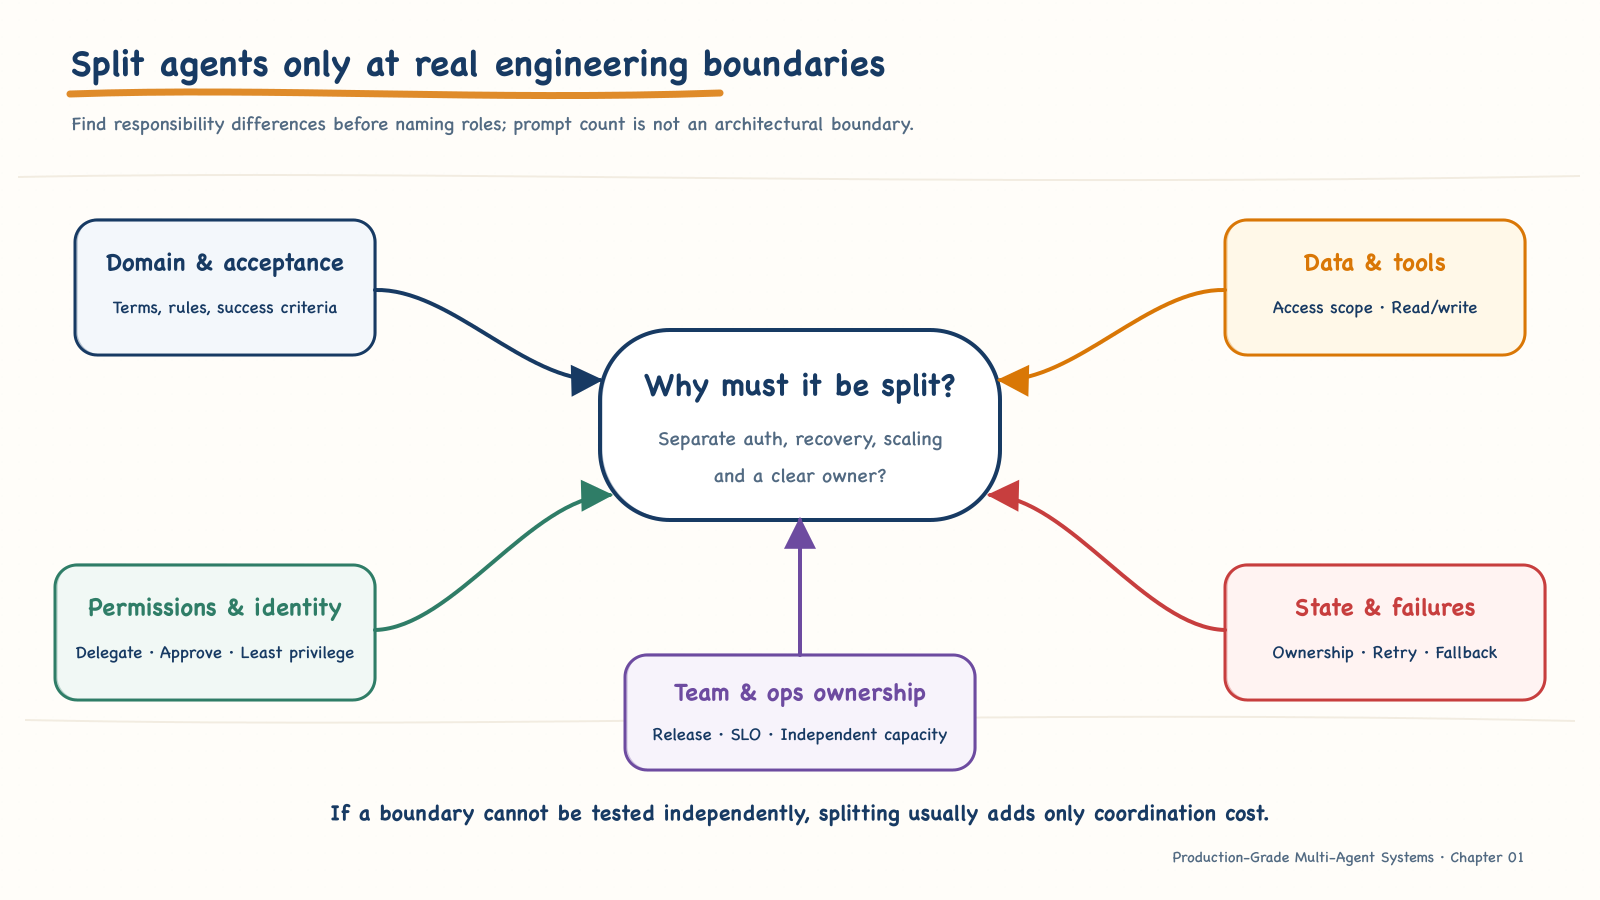 Split agents only at real engineering boundaries
Find responsibility differences before naming roles; prompt count is not an architectural boundary.
Domain & acceptance
Terms, rules, success criteria
Data & tools
Access scope · Read/write
Why must it be split?
Separate auth, recovery, scaling
and a clear owner?
Permissions & identity
Delegate · Approve · Least privilege
State & failures
Ownership · Retry · Fallback
Team & ops ownership
Release · SLO · Independent capacity
If a boundary cannot be tested independently, splitting usually adds only coordination cost.
Production-Grade Multi-Agent Systems · Chapter 01